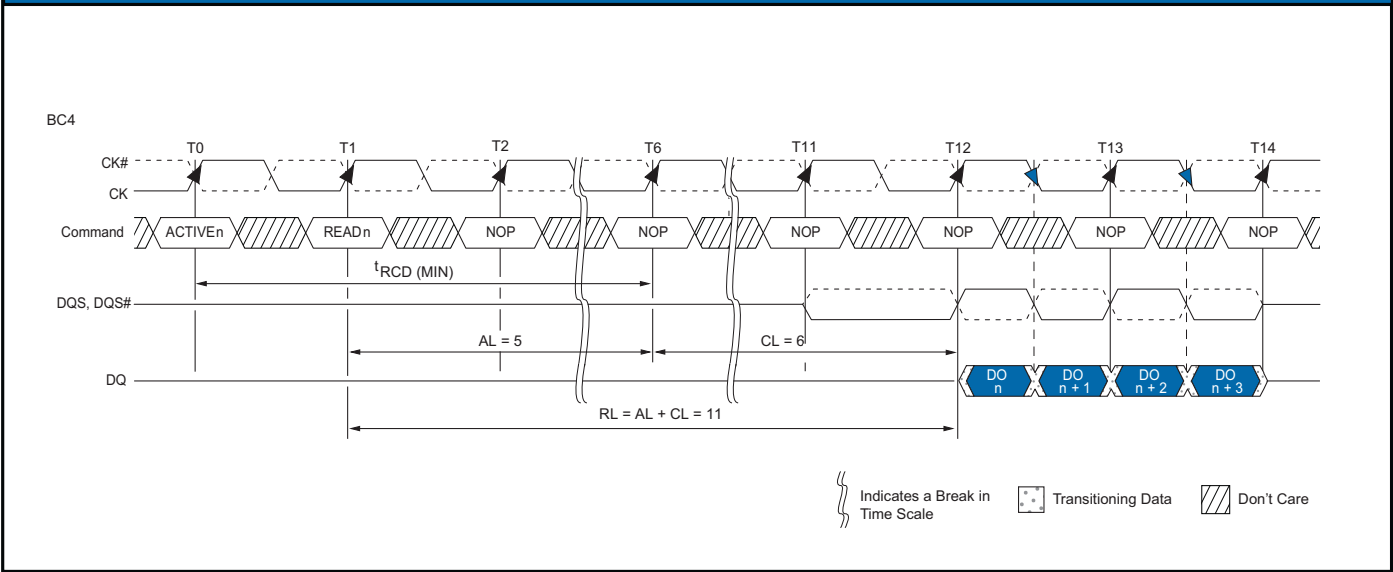 BC4
T0 T1 T2 T6 T11 T12 T13 T14
CK#
CK
Command ACTIVEn READn NOP NOP NOP NOP NOP NOP
tRCD (MIN)
DQS, DQS#
AL = 5 CL = 6
DQ DO n DO n + 1 DO n + 2 DO n + 3
RL = AL + CL = 11
Indicates a Break in
Time Scale
Transitioning Data
Don't Care